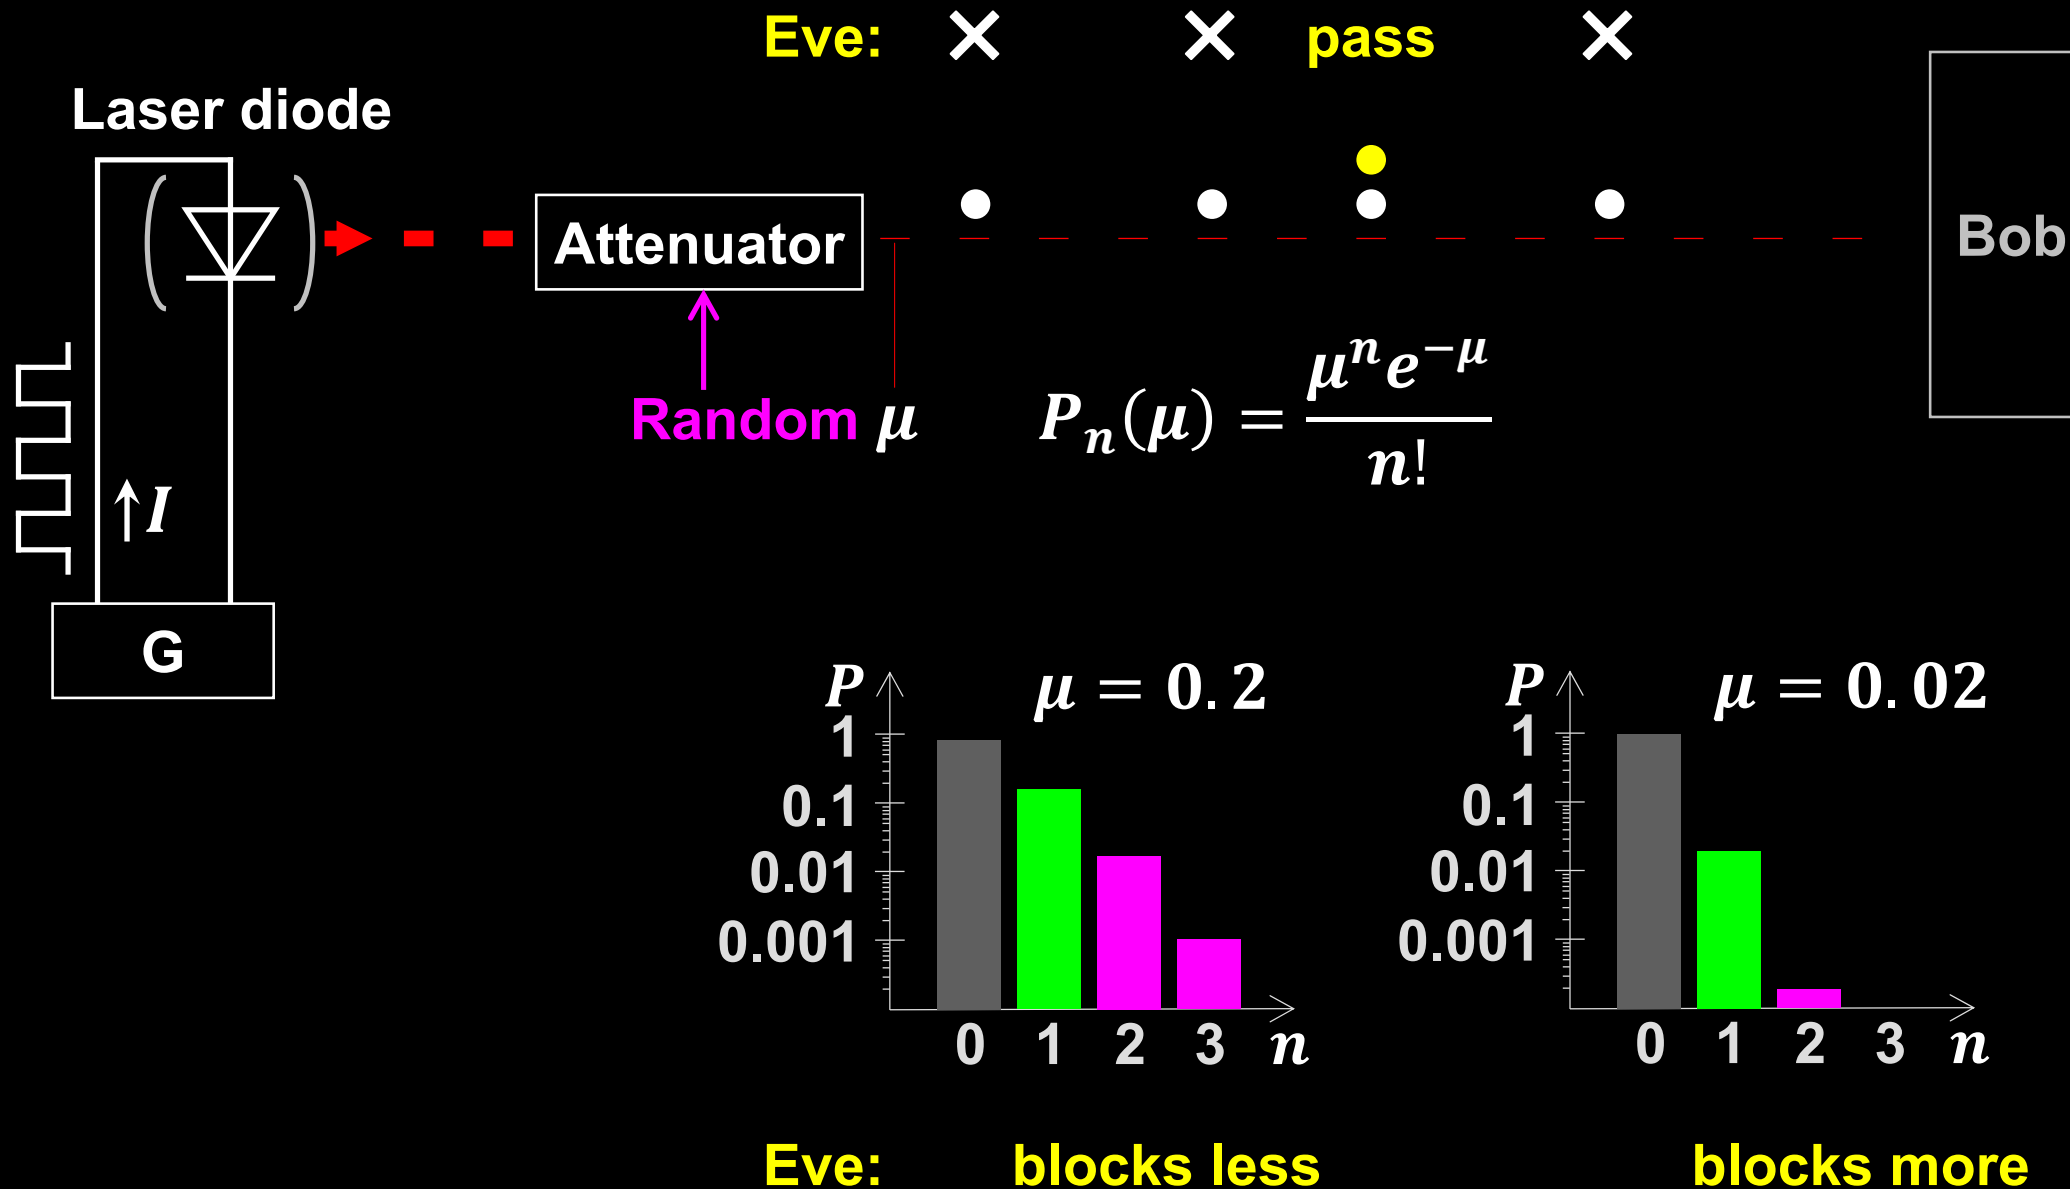 Eve: × × pass ×
Laser diode
Attenuator
Bob
Random μ
Pₙ(μ) = μⁿe⁻μ / n!
I
G
P μ = 0.2
1
0.1
0.01
0.001
0 1 2 3 n
P μ = 0.02
1
0.1
0.01
0.001
0 1 2 3 n
Eve: blocks less blocks more